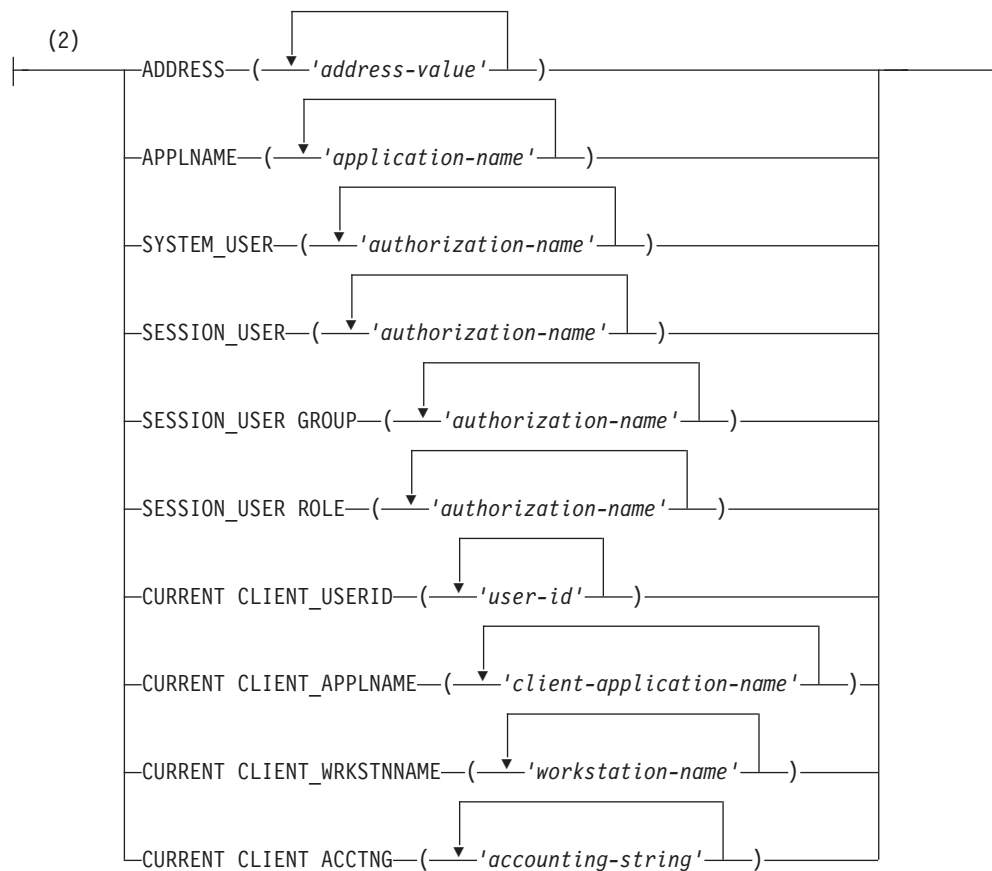 (2)
ADDRESS ( 'address-value' )
APPLNAME ( 'application-name' )
SYSTEM_USER ( 'authorization-name' )
SESSION_USER ( 'authorization-name' )
SESSION_USER GROUP ( 'authorization-name' )
SESSION_USER ROLE ( 'authorization-name' )
CURRENT CLIENT_USERID ( 'user-id' )
CURRENT CLIENT_APPLNAME ( 'client-application-name' )
CURRENT CLIENT_WRKSTNNAME ( 'workstation-name' )
CURRENT CLIENT ACCTNG ( 'accounting-string' )